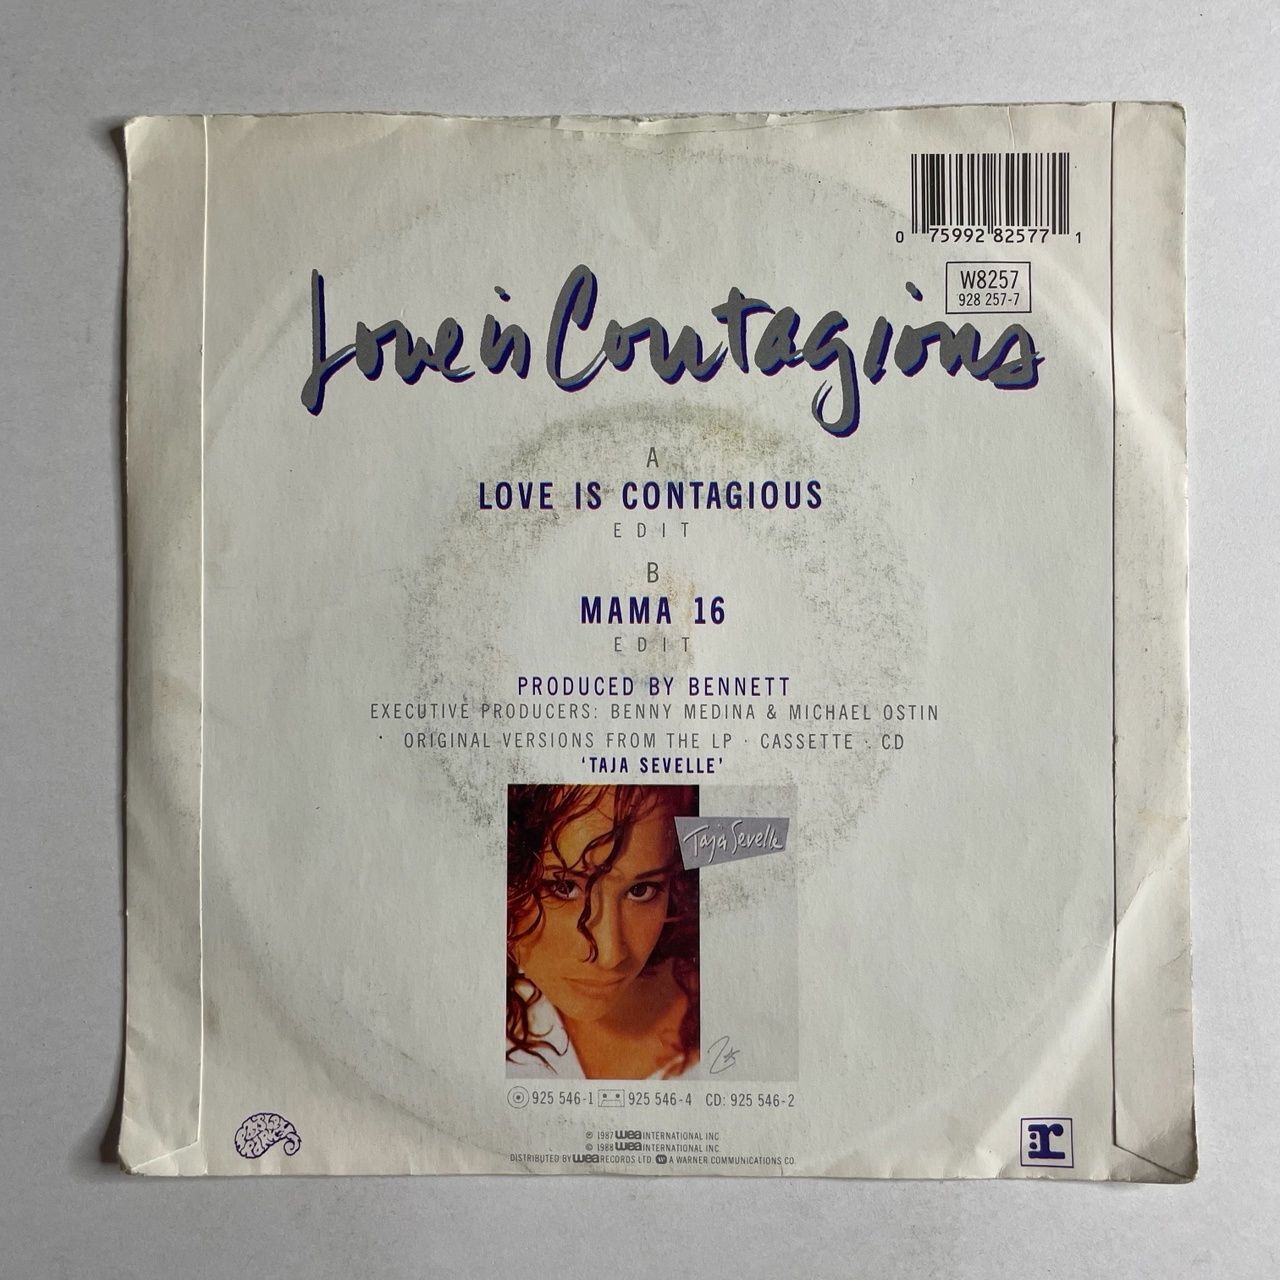 0 75992 82577 1
W8257
928 257-7
Love is Contagious
A
LOVE IS CONTAGIOUS
EDIT
B
MAMA 16
EDIT
PRODUCED BY BENNETT
EXECUTIVE PRODUCERS: BENNY MEDINA & MICHAEL OSTIN
ORIGINAL VERSIONS FROM THE LP · CASSETTE · CD
‘TAJA SEVELLE’
Taja Sevelle
925 546-1 925 546-4 CD: 925 546-2
PAISLEY PARK
r
℗ 1987 wea INTERNATIONAL INC.
© 1988 wea INTERNATIONAL INC.
DISTRIBUTED BY wea RECORDS LTD. A WARNER COMMUNICATIONS CO.